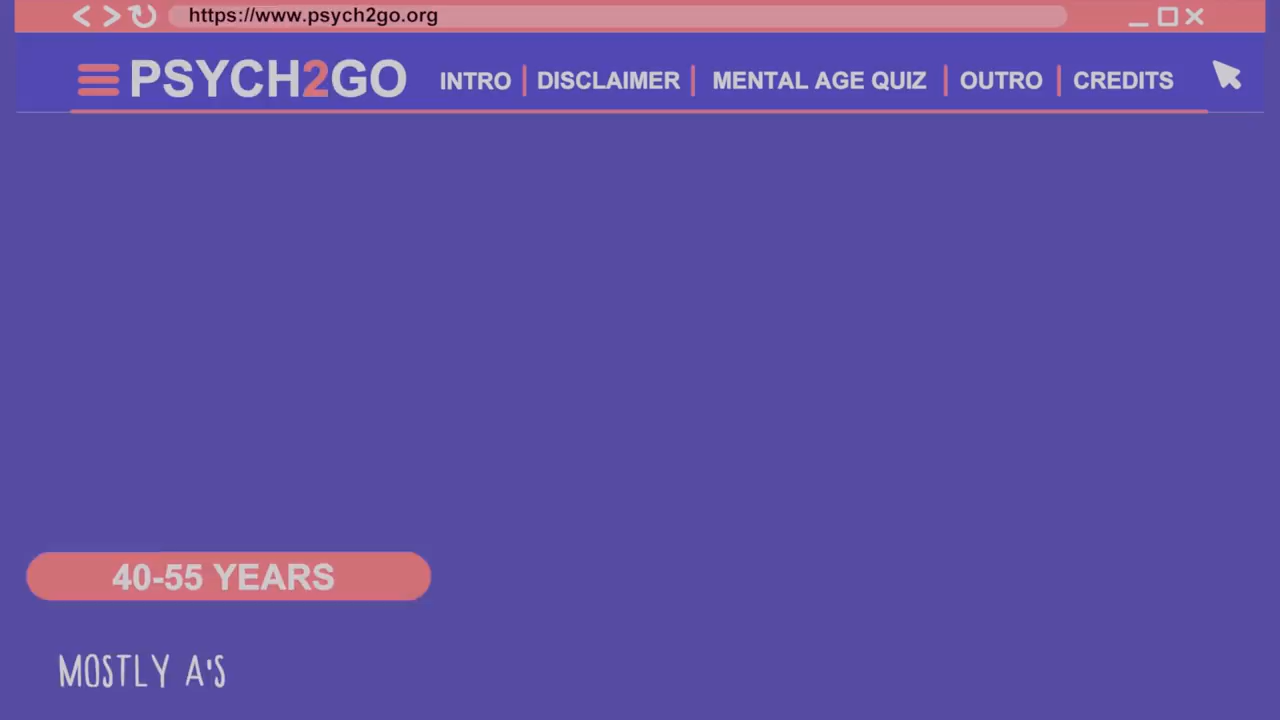 https://www.psych2go.org
PSYCH2GO INTRO DISCLAIMER MENTAL AGE QUIZ OUTRO CREDITS
40-55 YEARS
MOSTLY A'S